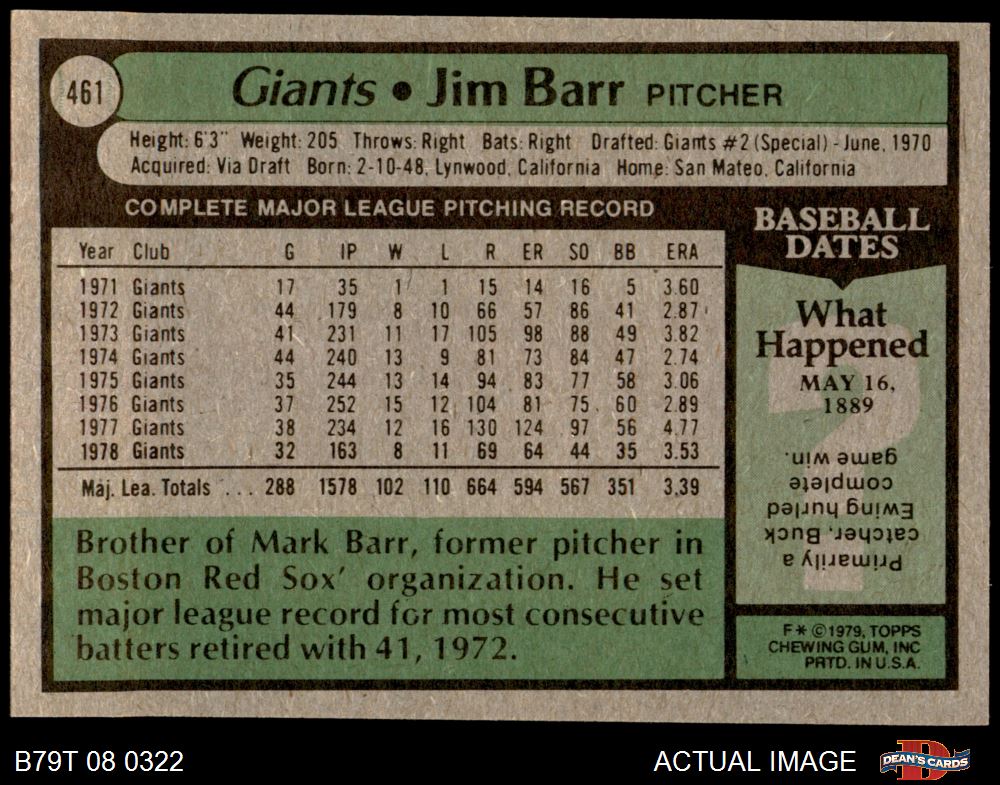 461
Giants • Jim Barr PITCHER
Height: 6'3" Weight: 205 Throws: Right Bats: Right Drafted: Giants #2 (Special) - June, 1970
Acquired: Via Draft Born: 2-10-48, Lynwood, California Home: San Mateo, California
COMPLETE MAJOR LEAGUE PITCHING RECORD
Year Club G IP W L R ER SO BB ERA
1971 Giants 17 35 1 1 15 14 16 5 3.60
1972 Giants 44 179 8 10 66 57 86 41 2.87
1973 Giants 41 231 11 17 105 98 88 49 3.82
1974 Giants 44 240 13 9 81 73 84 47 2.74
1975 Giants 35 244 13 14 94 83 77 58 3.06
1976 Giants 37 252 15 12 104 81 75 60 2.89
1977 Giants 38 234 12 16 130 124 97 56 4.77
1978 Giants 32 163 8 11 69 64 44 35 3.53
Maj. Lea. Totals ... 288 1578 102 110 664 594 567 351 3.39
Brother of Mark Barr, former pitcher in
Boston Red Sox' organization. He set
major league record for most consecutive
batters retired with 41, 1972.
BASEBALL
DATES
What
Happened
MAY 16,
1889
Primarily a
catcher, Buck
Ewing hurled
complete
game win.
F* ©1979, TOPPS
CHEWING GUM, INC
PRTD. IN U.S.A.
B79T 08 0322
ACTUAL IMAGE
DEAN'S CARDS